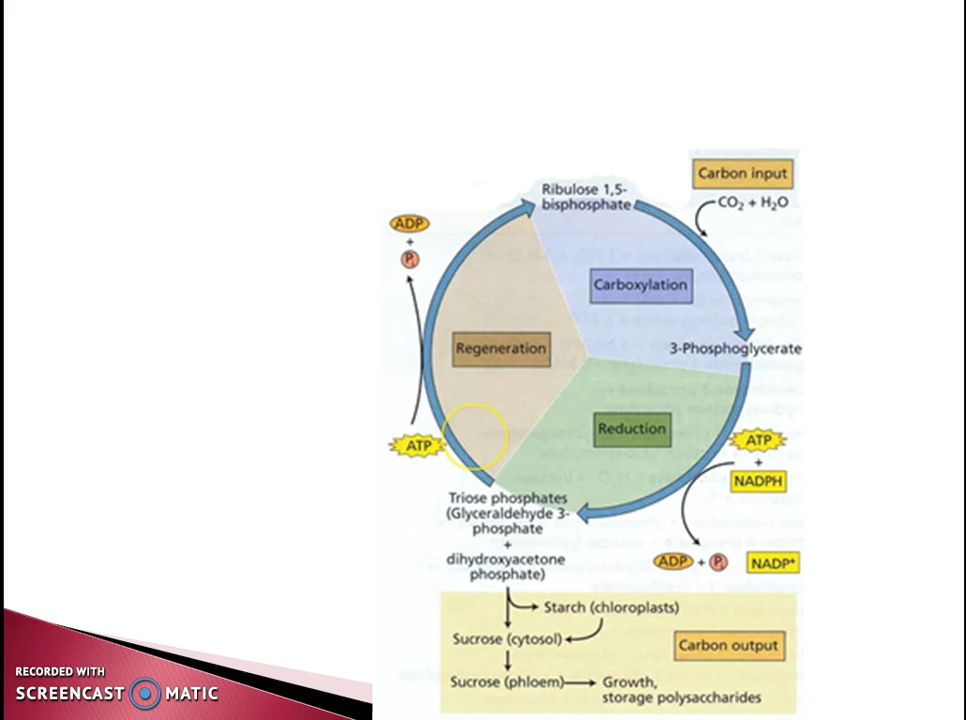 Carbon input
Ribulose 1,5-
bisphosphate
CO₂ + H₂O
ADP
+
Pᵢ
Carboxylation
Regeneration
3-Phosphoglycerate
Reduction
ATP
ATP
+
NADPH
Triose phosphates
(Glyceraldehyde 3-
phosphate
+
dihydroxyacetone
phosphate)
ADP + Pᵢ NADP⁺
Starch (chloroplasts)
Sucrose (cytosol)
Carbon output
Sucrose (phloem)
Growth,
storage polysaccharides
RECORDED WITH
SCREENCAST MATIC